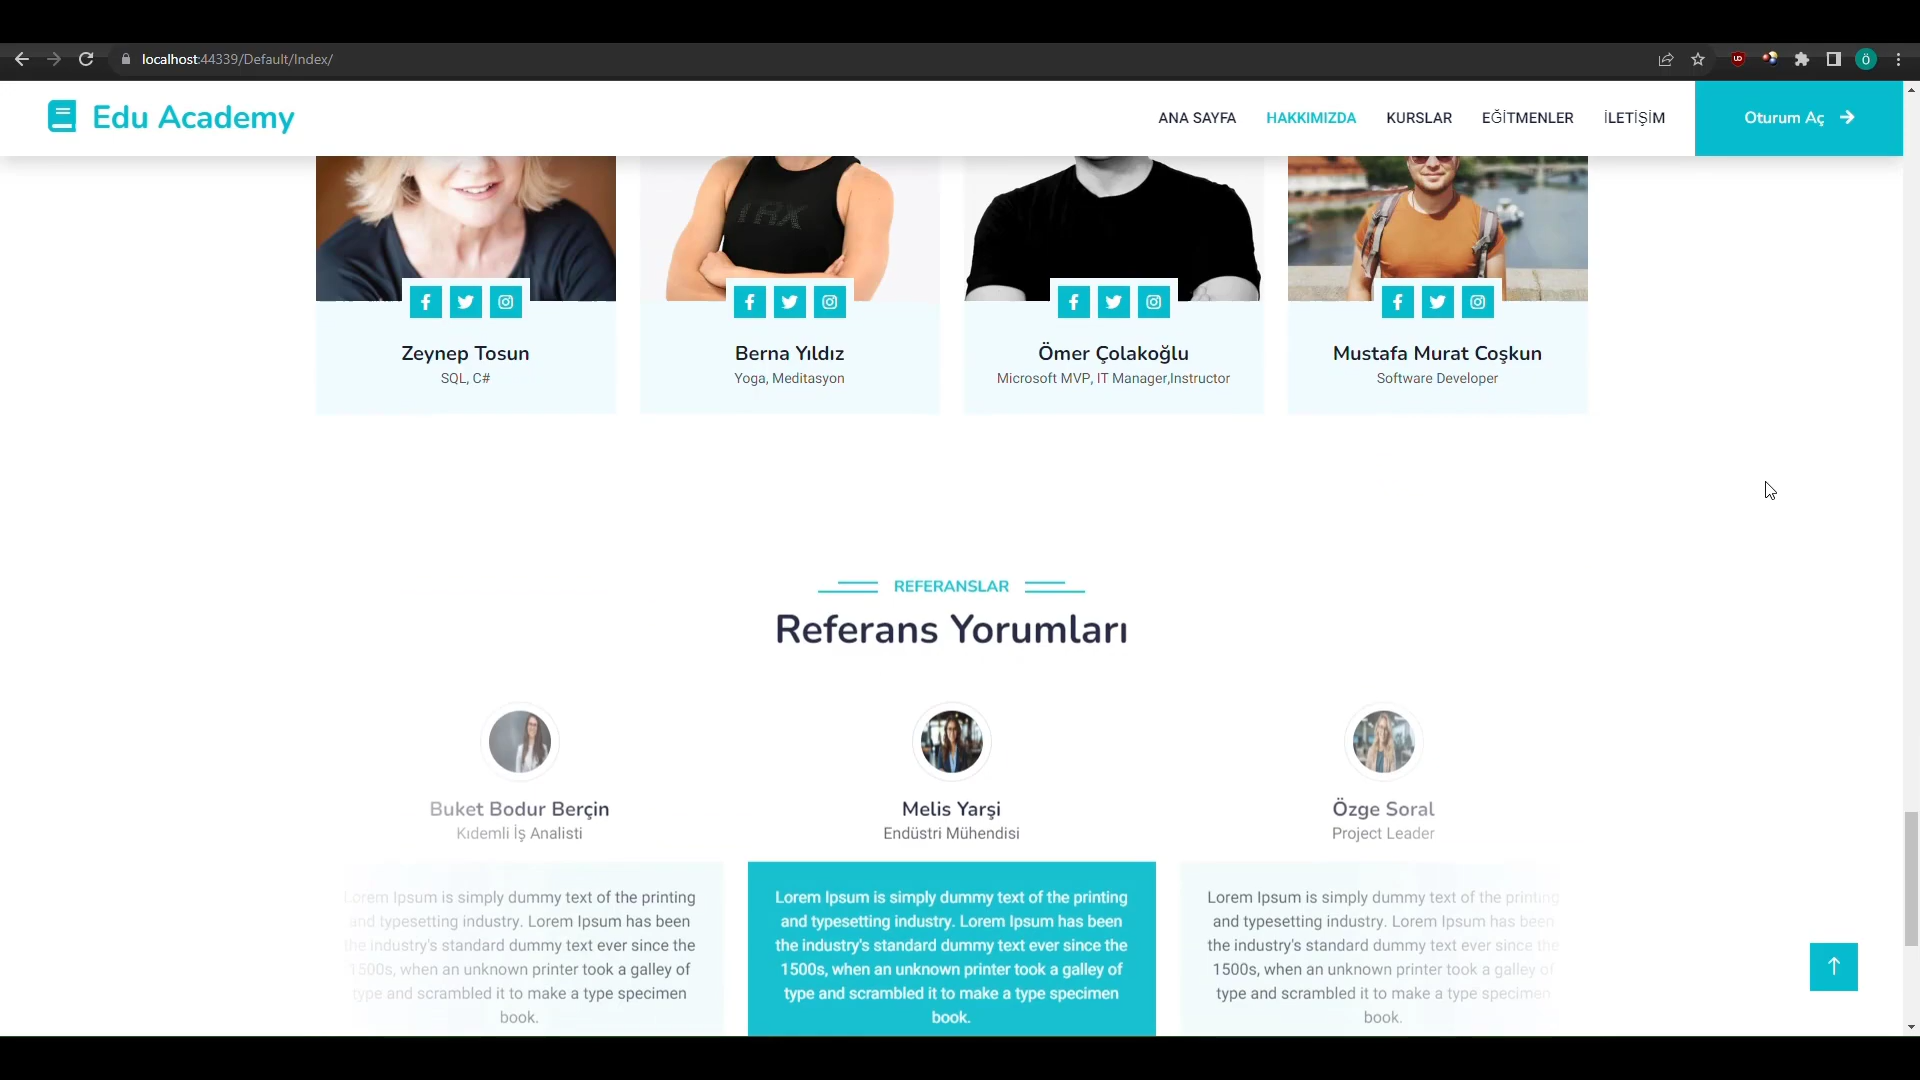 localhost:44339/Default/Index/
Ö
Edu Academy
ANA SAYFA
HAKKIMIZDA
KURSLAR
EĞİTMENLER
İLETİŞİM
Oturum Aç
TRX
Zeynep Tosun
SQL, C#
Berna Yıldız
Yoga, Meditasyon
Ömer Çolakoğlu
Microsoft MVP, IT Manager,Instructor
Mustafa Murat Coşkun
Software Developer
REFERANSLAR
Referans Yorumları
Buket Bodur Berçin
Kıdemli İş Analisti
Lorem Ipsum is simply dummy text of the printing
and typesetting industry. Lorem Ipsum has been
the industry's standard dummy text ever since the
1500s, when an unknown printer took a galley of
type and scrambled it to make a type specimen
book.
Melis Yarşi
Endüstri Mühendisi
Lorem Ipsum is simply dummy text of the printing
and typesetting industry. Lorem Ipsum has been
the industry's standard dummy text ever since the
1500s, when an unknown printer took a galley of
type and scrambled it to make a type specimen
book.
Özge Soral
Project Leader
Lorem Ipsum is simply dummy text of the printing
and typesetting industry. Lorem Ipsum has been
the industry's standard dummy text ever since the
1500s, when an unknown printer took a galley of
type and scrambled it to make a type specimen
book.